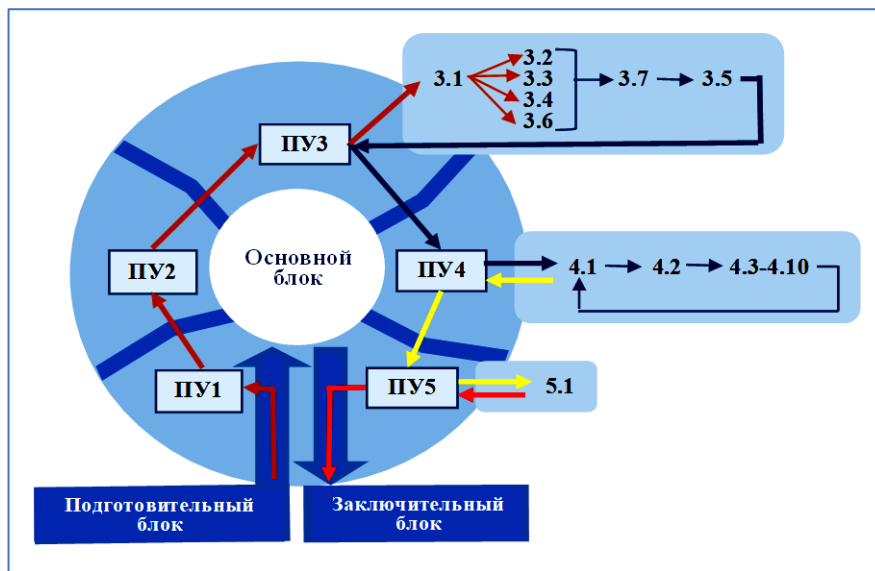 3.2
3.1
3.3
3.7
3.5
3.4
3.6
ПУ3
Основной
блок
ПУ2
ПУ4
4.1
4.2
4.3-4.10
ПУ1
ПУ5
5.1
Подготовительный
блок
Заключительный
блок